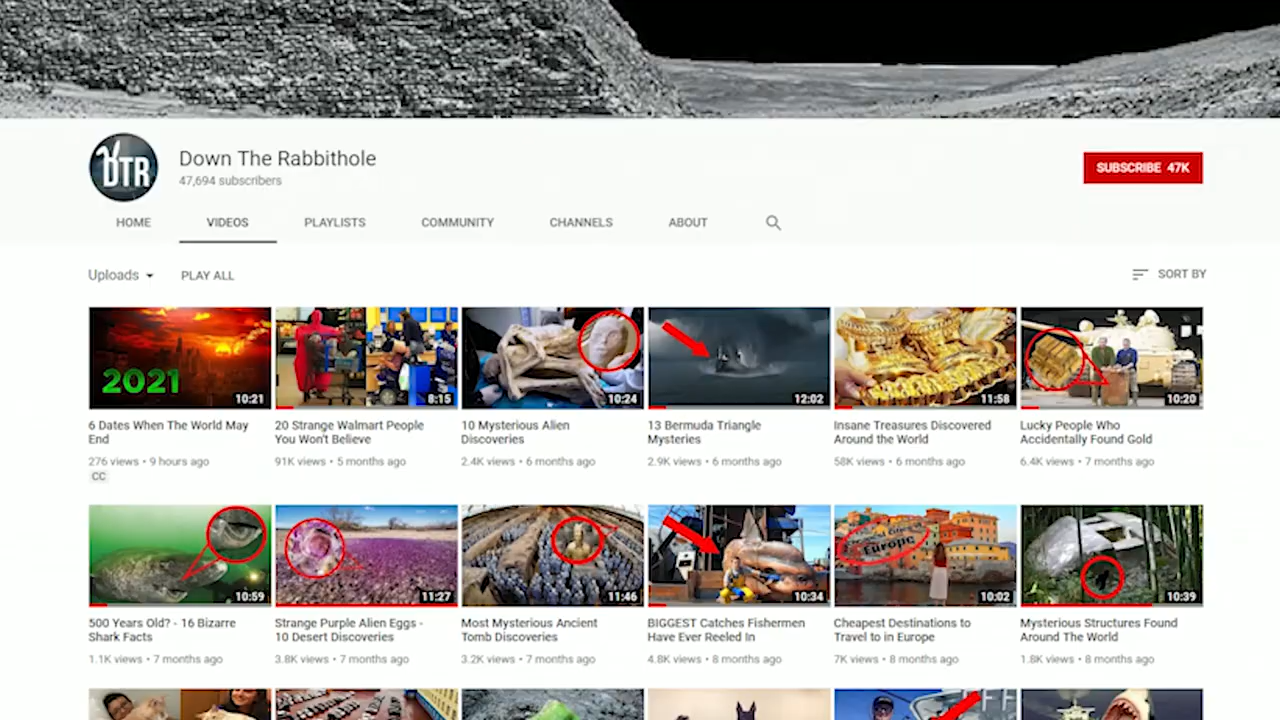 DTR
Down The Rabbithole
47,694 subscribers
SUBSCRIBE 47K
HOME
VIDEOS
PLAYLISTS
COMMUNITY
CHANNELS
ABOUT
Uploads
PLAY ALL
SORT BY
2021
10:21
8:15
10:24
12:02
11:58
10:20
6 Dates When The World May
End
276 views • 9 hours ago
CC
20 Strange Walmart People
You Won't Believe
91K views • 5 months ago
10 Mysterious Alien
Discoveries
2.4K views • 6 months ago
13 Bermuda Triangle
Mysteries
2.9K views • 6 months ago
Insane Treasures Discovered
Around the World
58K views • 6 months ago
Lucky People Who
Accidentally Found Gold
6.4K views • 7 months ago
10:59
11:27
11:46
10:34
Europe
10:02
10:39
500 Years Old? - 16 Bizarre
Shark Facts
1.1K views • 7 months ago
Strange Purple Alien Eggs -
10 Desert Discoveries
3.8K views • 7 months ago
Most Mysterious Ancient
Tomb Discoveries
3.2K views • 7 months ago
BIGGEST Catches Fishermen
Have Ever Reeled In
4.8K views • 8 months ago
Cheapest Destinations to
Travel to in Europe
7K views • 8 months ago
Mysterious Structures Found
Around The World
1.8K views • 8 months ago